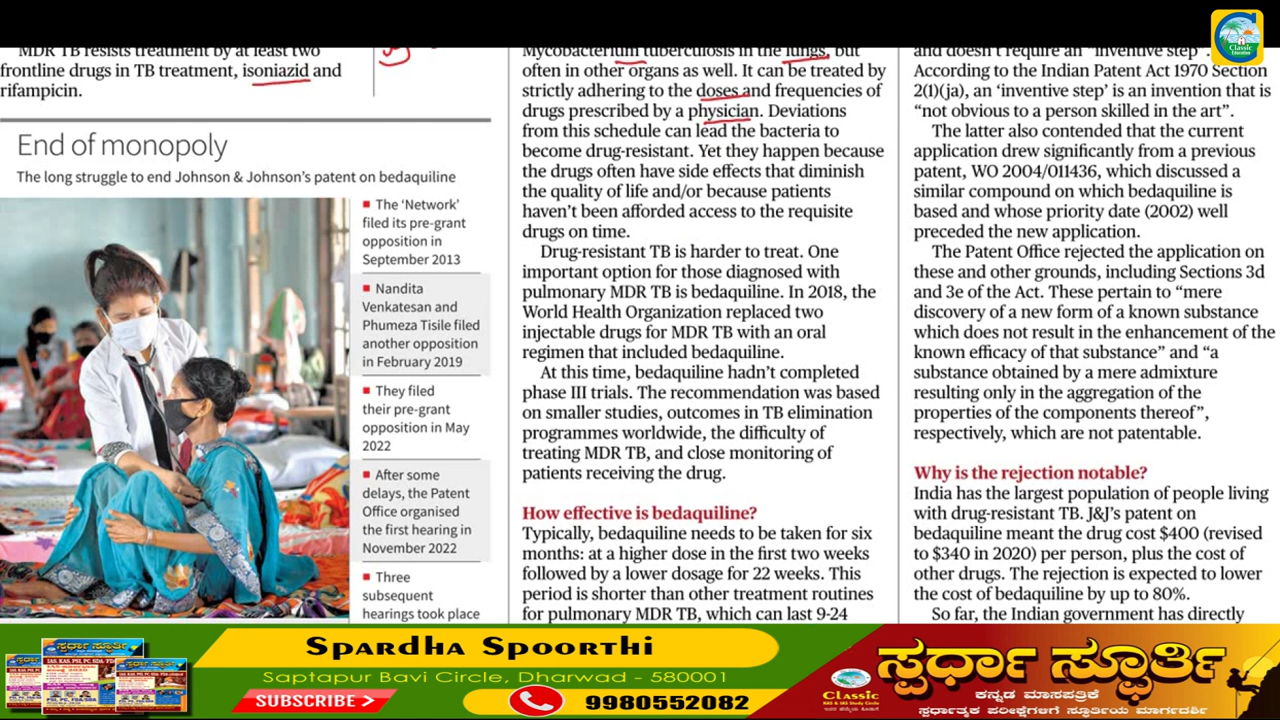 MDR TB resists treatment by at least two
frontline drugs in TB treatment, isoniazid and
rifampicin.
End of monopoly
The long struggle to end Johnson & Johnson's patent on bedaquiline
The 'Network'
filed its pre-grant
opposition in
September 2013
Nandita
Venkatesan and
Phumeza Tisile filed
another opposition
in February 2019
They filed
their pre-grant
opposition in May
2022
After some
delays, the Patent
Office organised
the first hearing in
November 2022
Three
subsequent
hearings took place
Mycobacterium tuberculosis in the lungs, but
often in other organs as well. It can be treated by
strictly adhering to the doses and frequencies of
drugs prescribed by a physician. Deviations
from this schedule can lead the bacteria to
become drug-resistant. Yet they happen because
the drugs often have side effects that diminish
the quality of life and/or because patients
haven't been afforded access to the requisite
drugs on time.
Drug-resistant TB is harder to treat. One
important option for those diagnosed with
pulmonary MDR TB is bedaquiline. In 2018, the
World Health Organization replaced two
injectable drugs for MDR TB with an oral
regimen that included bedaquiline.
At this time, bedaquiline hadn't completed
phase III trials. The recommendation was based
on smaller studies, outcomes in TB elimination
programmes worldwide, the difficulty of
treating MDR TB, and close monitoring of
patients receiving the drug.
How effective is bedaquiline?
Typically, bedaquiline needs to be taken for six
months: at a higher dose in the first two weeks
followed by a lower dosage for 22 weeks. This
period is shorter than other treatment routines
for pulmonary MDR TB, which can last 9-24
and doesn't require an "inventive step".
According to the Indian Patent Act 1970 Section
2(1)(ja), an 'inventive step' is an invention that is
"not obvious to a person skilled in the art".
The latter also contended that the current
application drew significantly from a previous
patent, WO 2004/011436, which discussed a
similar compound on which bedaquiline is
based and whose priority date (2002) well
preceded the new application.
The Patent Office rejected the application on
these and other grounds, including Sections 3d
and 3e of the Act. These pertain to "mere
discovery of a new form of a known substance
which does not result in the enhancement of the
known efficacy of that substance" and "a
substance obtained by a mere admixture
resulting only in the aggregation of the
properties of the components thereof",
respectively, which are not patentable.
Why is the rejection notable?
India has the largest population of people living
with drug-resistant TB. J&J's patent on
bedaquiline meant the drug cost $400 (revised
to $340 in 2020) per person, plus the cost of
other drugs. The rejection is expected to lower
the cost of bedaquiline by up to 80%.
So far, the Indian government has directly
Classic
Education
SPARDHA SPOORTHI
Saptapur Bavi Circle, Dharwad - 580001
SUBSCRIBE
9980552082
Classic
KAS & IAS Study Circle
ಸ್ಪರ್ಧಾ ಸ್ಫೂರ್ತಿ
ಕನ್ನಡ ಮಾಸಪತ್ರಿಕೆ
ಸ್ಪರ್ಧಾತ್ಮಕ ಪರೀಕ್ಷೆಗಳಿಗೆ ಸ್ಫೂರ್ತಿಯ ಮಾರ್ಗದರ್ಶಿ